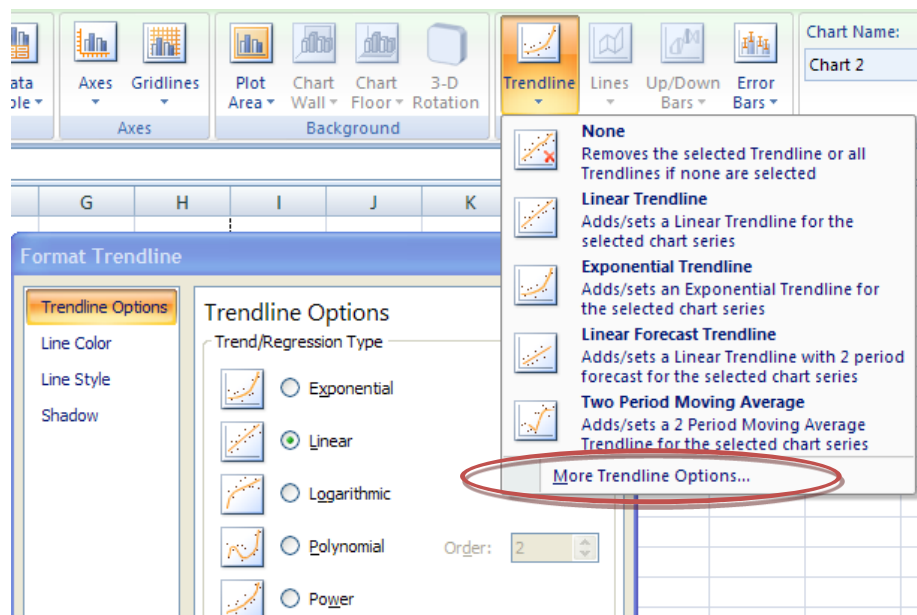 Axes
Gridlines
Plot
Area
Chart
Wall
Chart
Floor
3-D
Rotation
Trendline
Lines
Up/Down
Bars
Error
Bars
Chart Name:
Chart 2
Axes
Background
None
Removes the selected Trendline or all
Trendlines if none are selected
Linear Trendline
Adds/sets a Linear Trendline for the
selected chart series
Exponential Trendline
Adds/sets an Exponential Trendline for
the selected chart series
Linear Forecast Trendline
Adds/sets a Linear Trendline with 2 period
forecast for the selected chart series
Two Period Moving Average
Adds/sets a 2 Period Moving Average
Trendline for the selected chart series
More Trendline Options...
G H I J K
Format Trendline
Trendline Options
Line Color
Line Style
Shadow
Trendline Options
Trend/Regression Type
Exponential
Linear
Logarithmic
Polynomial
Order: 2
Power